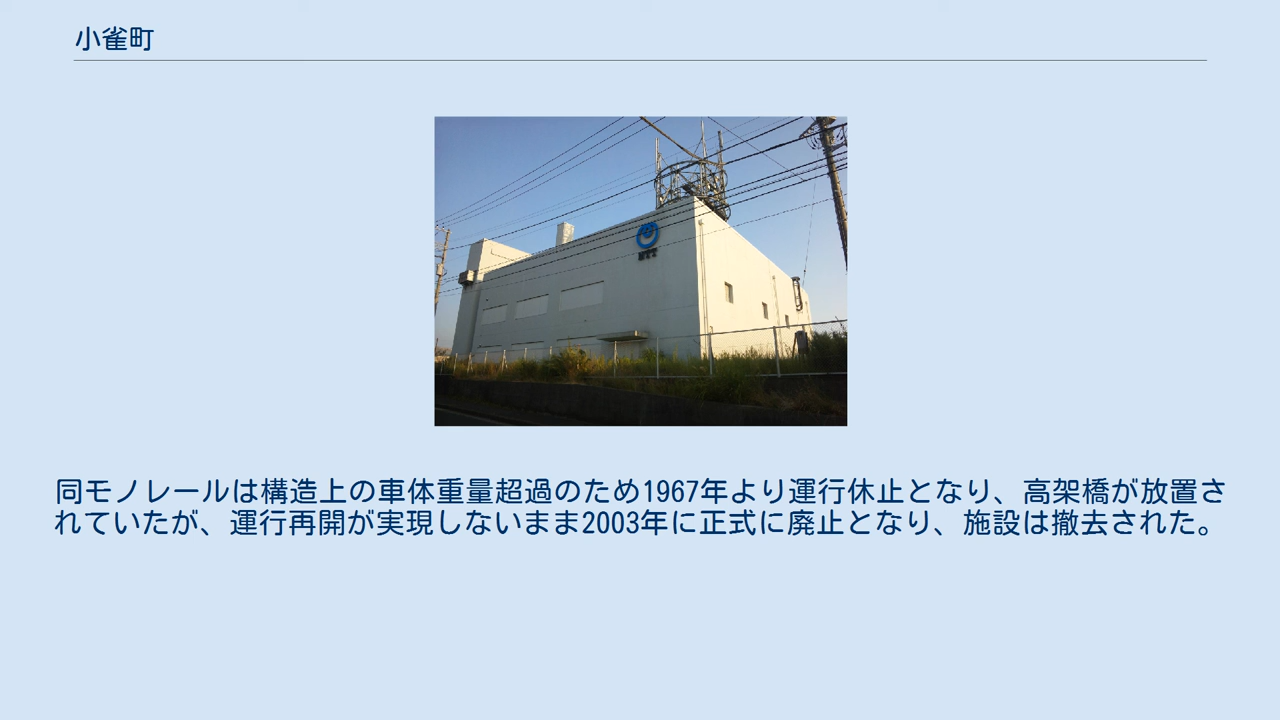 小雀町
NTT
同モノレールは構造上の車体重量超過のため1967年より運行休止となり、高架橋が放置さ
れていたが、運行再開が実現しないまま2003年に正式に廃止となり、施設は撤去された。